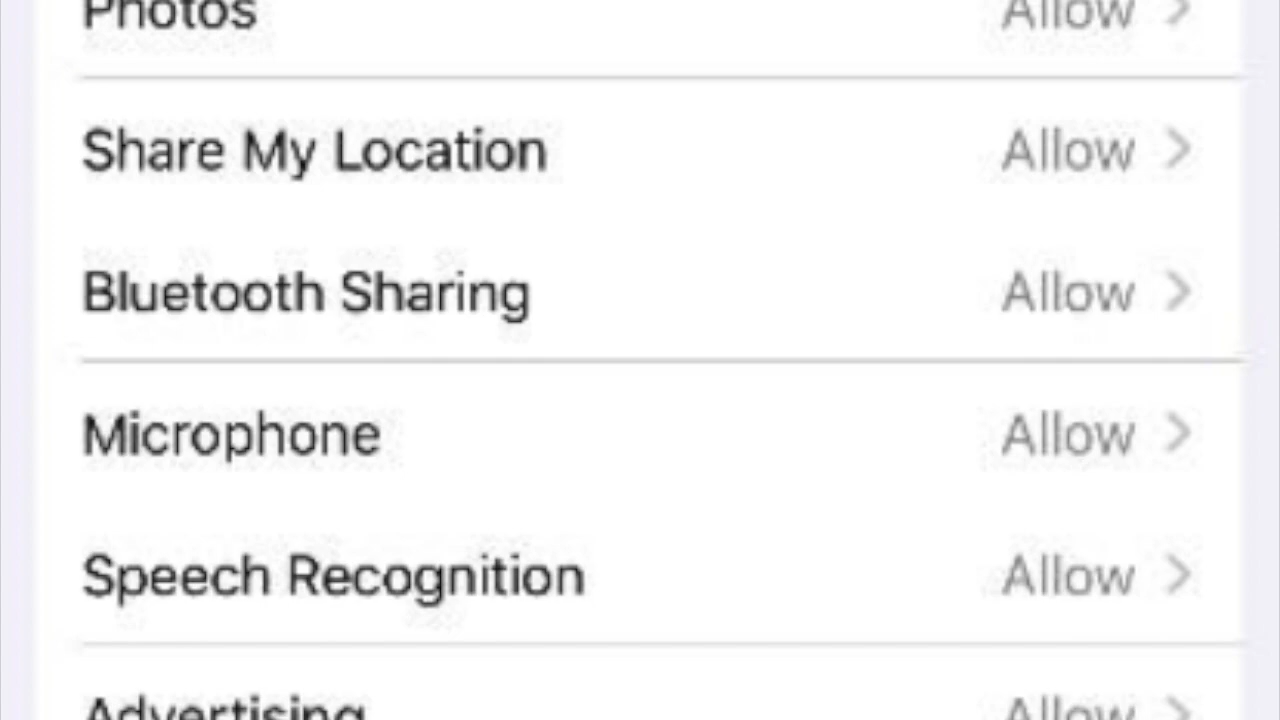 Photos Allow
Share My Location Allow
Bluetooth Sharing Allow
Microphone Allow
Speech Recognition Allow
Advertising Allow